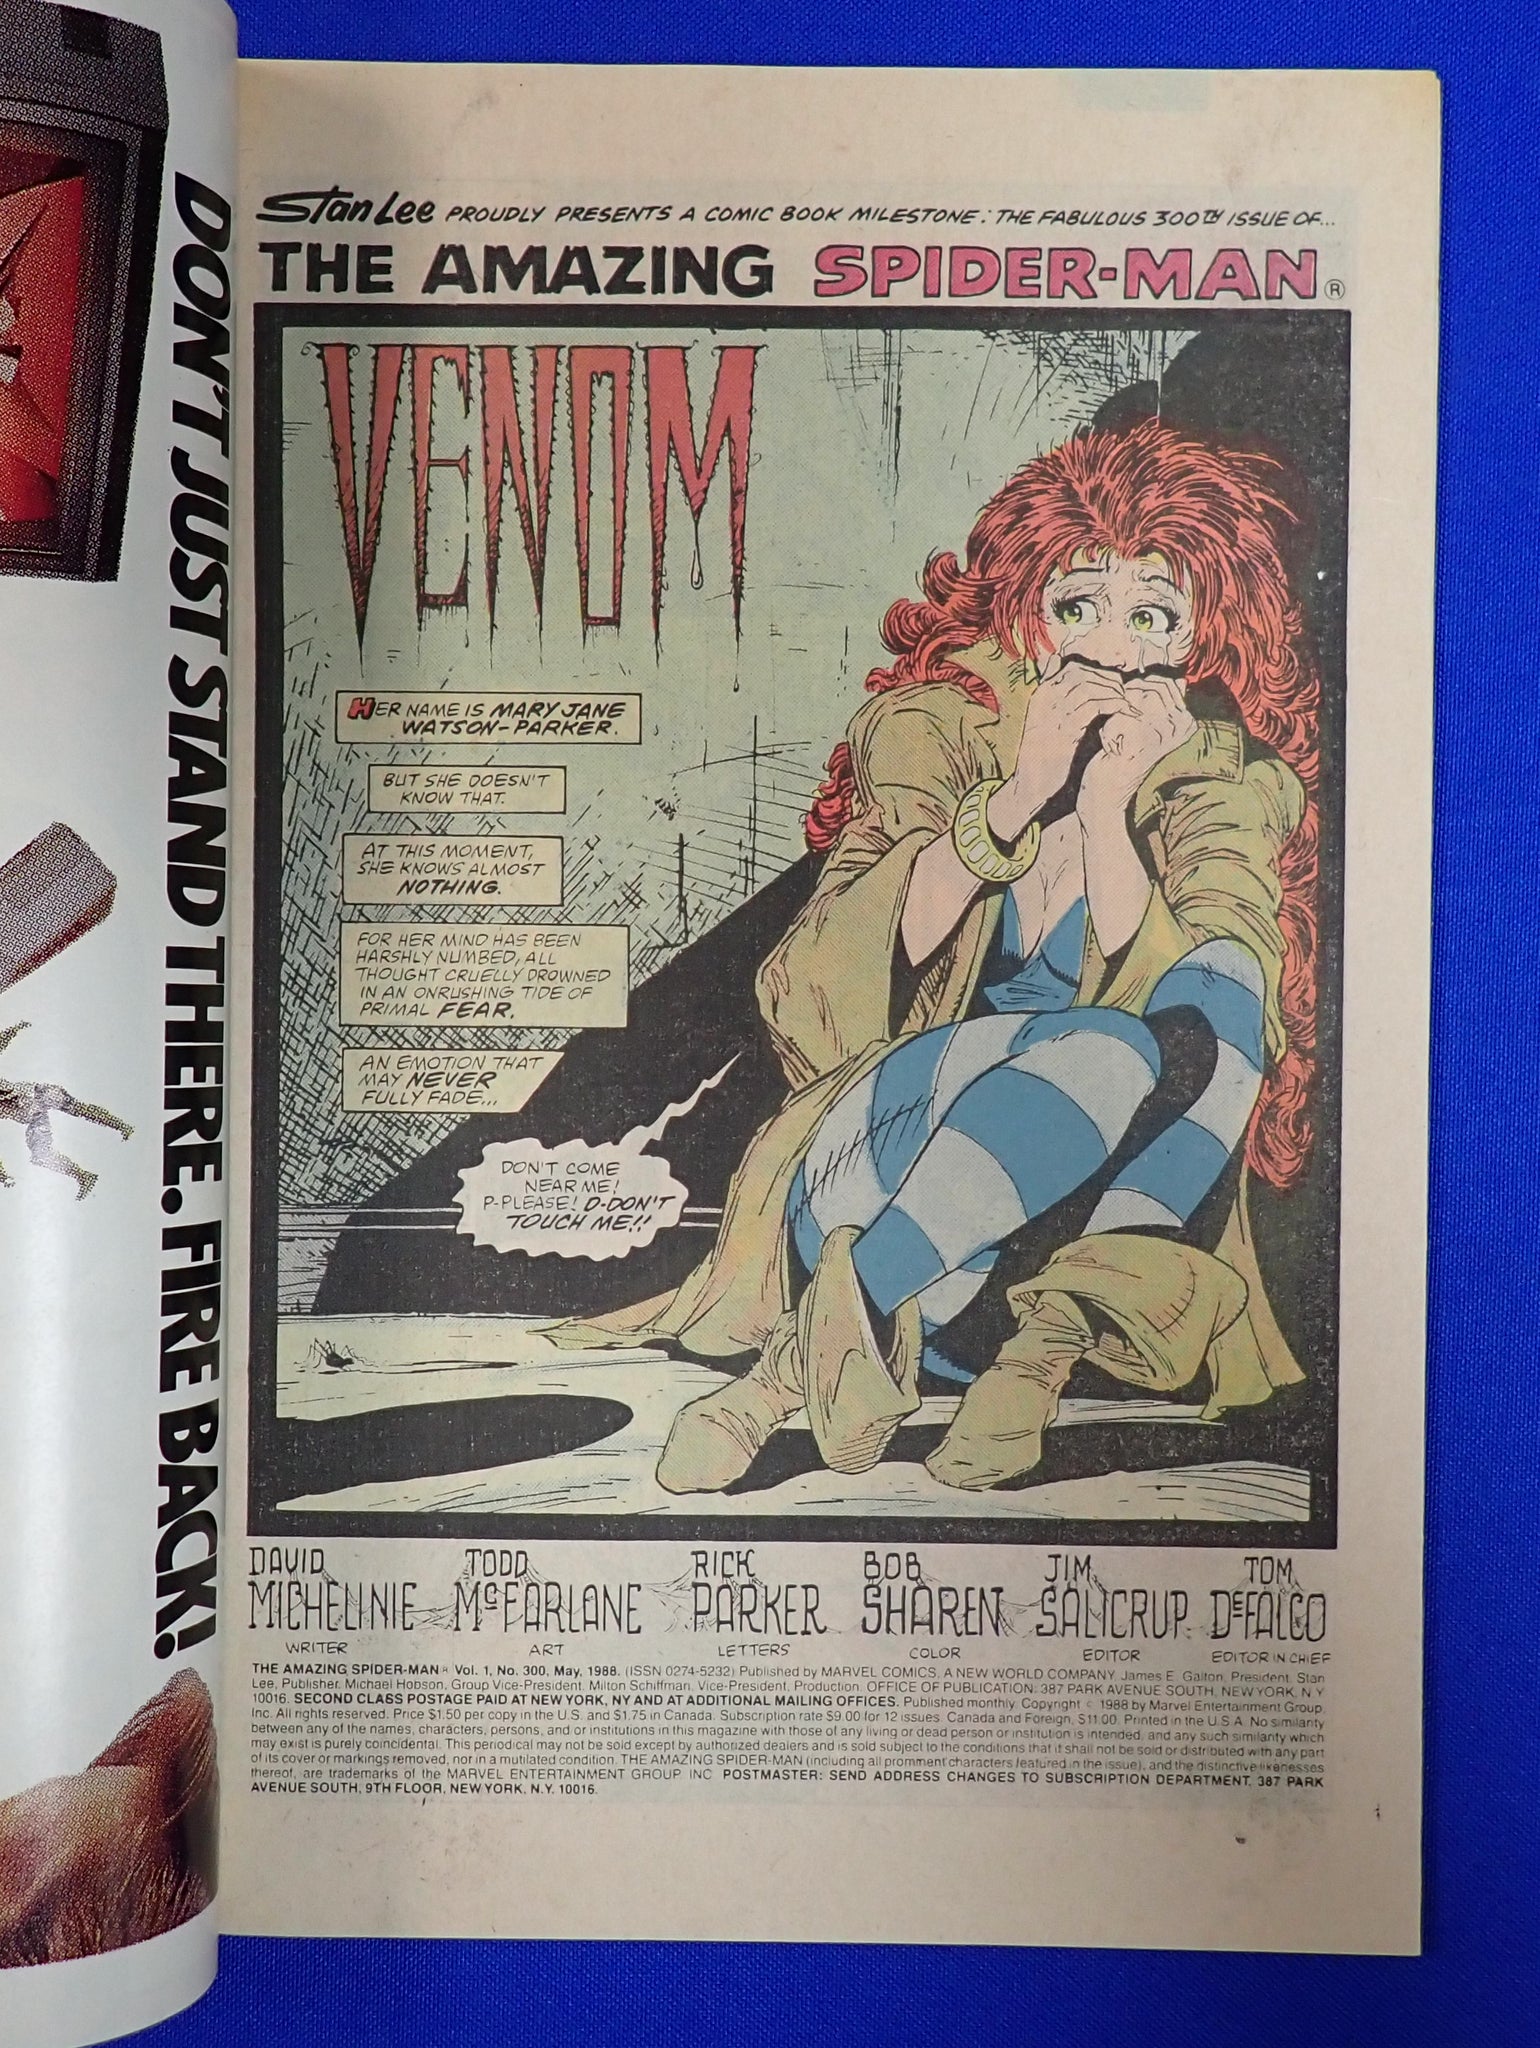 DON'T JUST STAND THERE. FIRE BACK!
Stan Lee PROUDLY PRESENTS A COMIC BOOK MILESTONE: THE FABULOUS 300TH ISSUE OF...
THE AMAZING SPIDER-MAN®
VENOM
HER NAME IS MARY JANE
WATSON-PARKER.
BUT SHE DOESN'T
KNOW THAT.
AT THIS MOMENT,
SHE KNOWS ALMOST
NOTHING.
FOR HER MIND HAS BEEN
HARSHLY NUMBED, ALL
THOUGHT CRUELLY DROWNED
IN AN ONRUSHING TIDE OF
PRIMAL FEAR.
AN EMOTION THAT
MAY NEVER
FULLY FADE...
DON'T COME
NEAR ME!
P-PLEASE! D-DON'T
TOUCH ME!!
DAVID MICHELINIE
WRITER
TODD McFARLANE
ART
RICK PARKER
LETTERS
BOB SHAREN
COLOR
JIM SALICRUP
EDITOR
TOM DeFALCO
EDITOR IN CHIEF
THE AMAZING SPIDER-MAN® Vol. 1, No. 300, May, 1988. (ISSN 0274-5232) Published by MARVEL COMICS, A NEW WORLD COMPANY. James E. Galton, President. Stan
Lee, Publisher. Michael Hobson, Group Vice-President. Milton Schiffman, Vice-President, Production. OFFICE OF PUBLICATION: 387 PARK AVENUE SOUTH, NEW YORK, N.Y.
10016. SECOND CLASS POSTAGE PAID AT NEW YORK, NY AND AT ADDITIONAL MAILING OFFICES. Published monthly. Copyright © 1988 by Marvel Entertainment Group,
Inc. All rights reserved. Price $1.50 per copy in the U.S. and $1.75 in Canada. Subscription rate $9.00 for 12 issues. Canada and Foreign, $11.00. Printed in the U.S.A. No similarity
between any of the names, characters, persons, and/or institutions in this magazine with those of any living or dead person or institution is intended, and any such similarity which
may exist is purely coincidental. This periodical may not be sold except by authorized dealers and is sold subject to the conditions that it shall not be sold or distributed with any part
of its cover or markings removed, nor in a mutilated condition. THE AMAZING SPIDER-MAN (including all prominent characters featured in the issue), and the distinctive likenesses
thereof, are trademarks of the MARVEL ENTERTAINMENT GROUP, INC. POSTMASTER: SEND ADDRESS CHANGES TO SUBSCRIPTION DEPARTMENT, 387 PARK
AVENUE SOUTH, 9TH FLOOR, NEW YORK, N.Y. 10016.